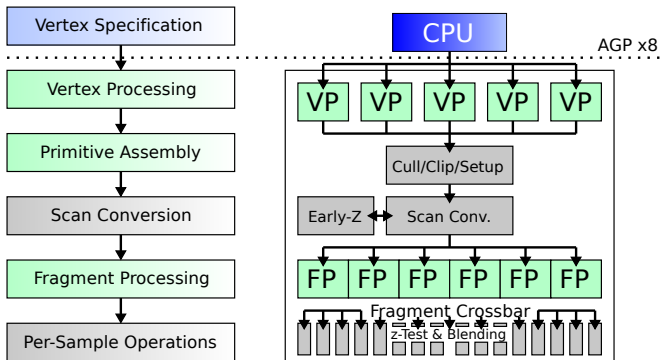 Vertex Specification
Vertex Processing
Primitive Assembly
Scan Conversion
Fragment Processing
Per-Sample Operations
CPU
AGP x8
VP VP VP VP VP
Cull/Clip/Setup
Early-Z Scan Conv.
FP FP FP FP FP FP
Fragment Crossbar
z-Test & Blending